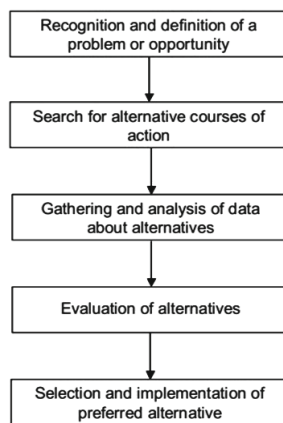 Recognition and definition of a
problem or opportunity
Search for alternative courses of
action
Gathering and analysis of data
about alternatives
Evaluation of alternatives
Selection and implementation of
preferred alternative